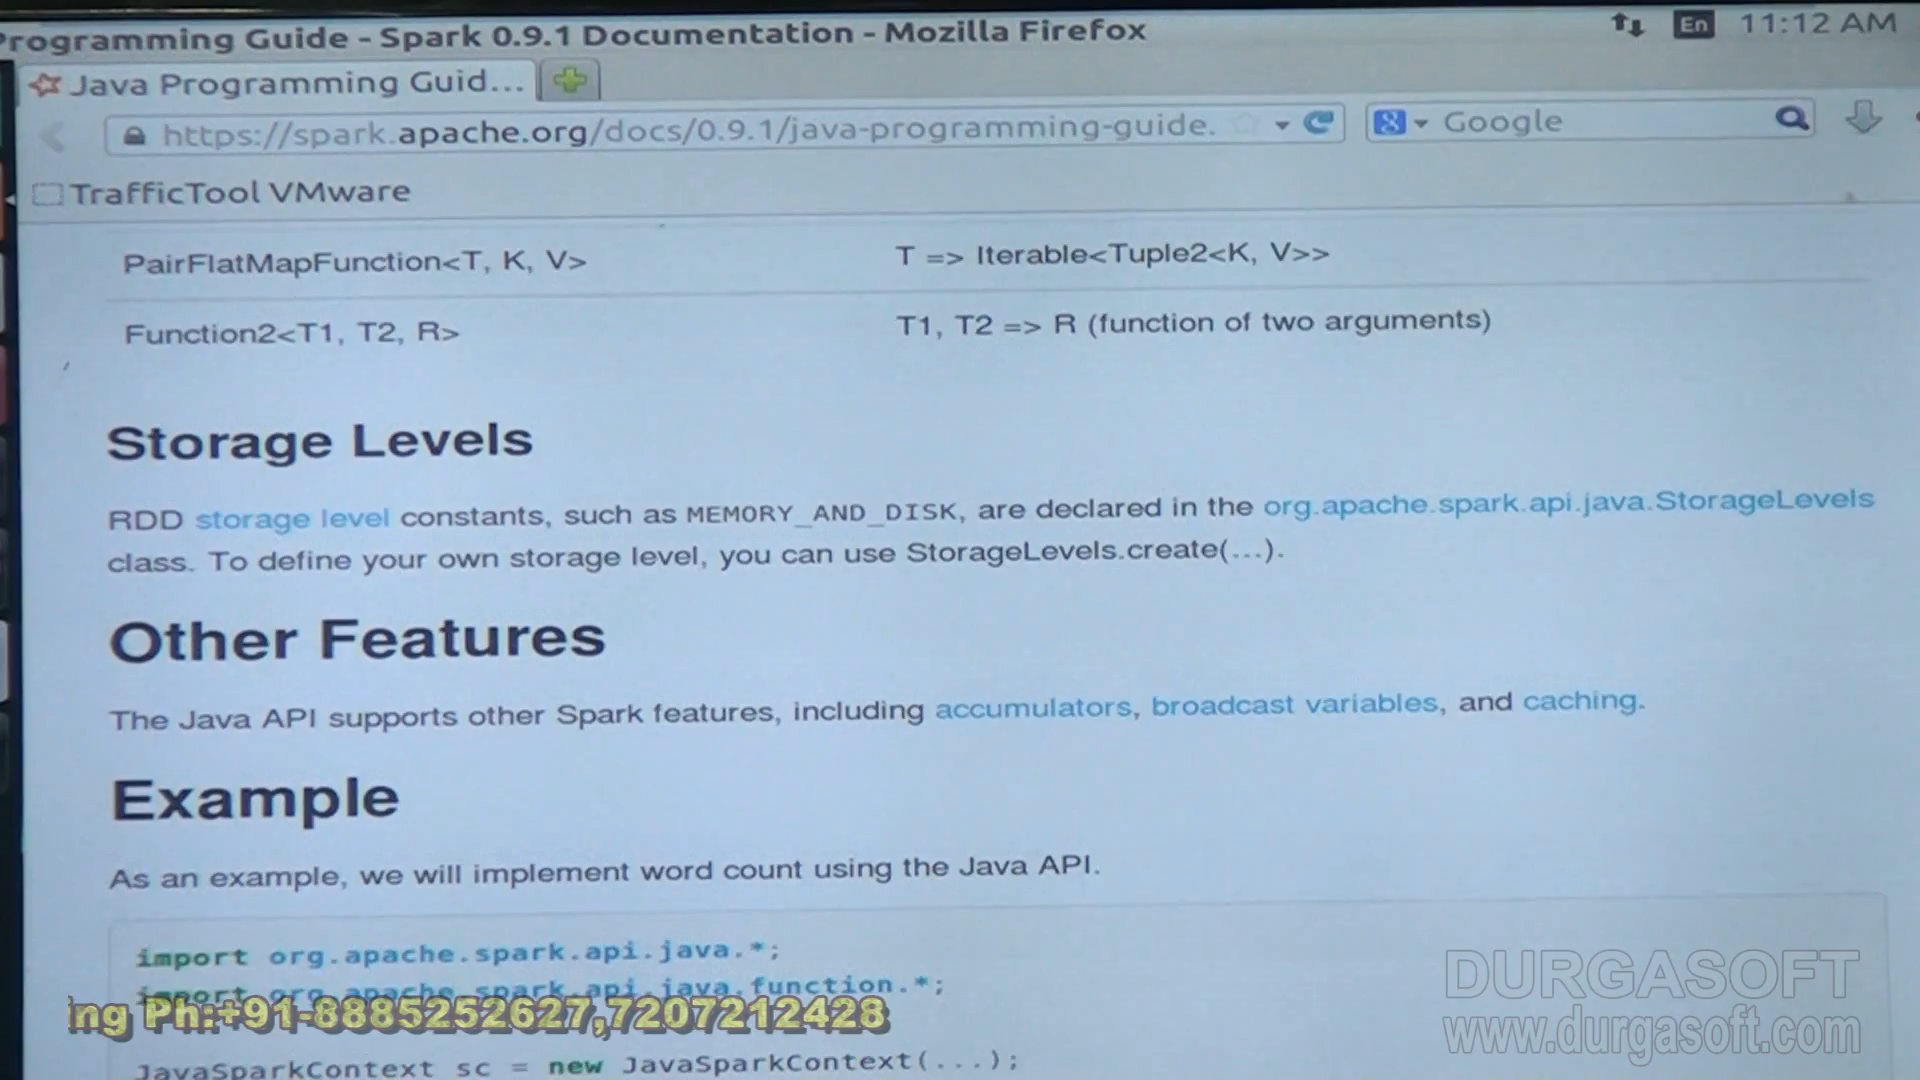 Programming Guide - Spark 0.9.1 Documentation - Mozilla Firefox
En 11:12 AM
Java Programming Guid...
https://spark.apache.org/docs/0.9.1/java-programming-guide.
Google
TrafficTool VMware
PairFlatMapFunction<T, K, V>
T => Iterable<Tuple2<K, V>>
Function2<T1, T2, R>
T1, T2 => R (function of two arguments)
Storage Levels
RDD storage level constants, such as MEMORY_AND_DISK, are declared in the org.apache.spark.api.java.StorageLevels
class. To define your own storage level, you can use StorageLevels.create(...).
Other Features
The Java API supports other Spark features, including accumulators, broadcast variables, and caching.
Example
As an example, we will implement word count using the Java API.
import org.apache.spark.api.java.*;
import org.apache.spark.api.java.function.*;
ing Ph:+91-8885252627,7207212428
JavaSparkContext sc = new JavaSparkContext(...);
DURGASOFT
www.durgasoft.com